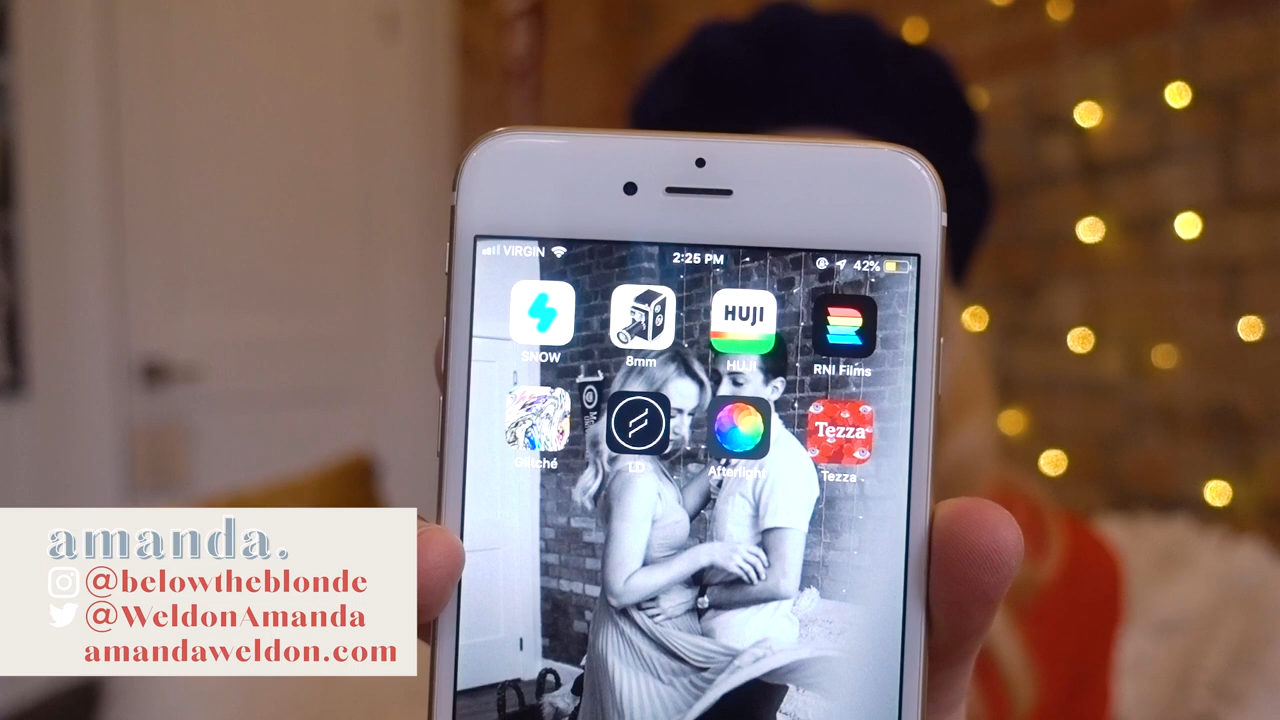 VIRGIN 2:25 PM 42%
HUJI
SNOW 8mm HUJI RNI Films
Tezza
Glitché LD Afterlight Tezza
amanda.
@belowtheblonde
@WeldonAmanda
amandaweldon.com